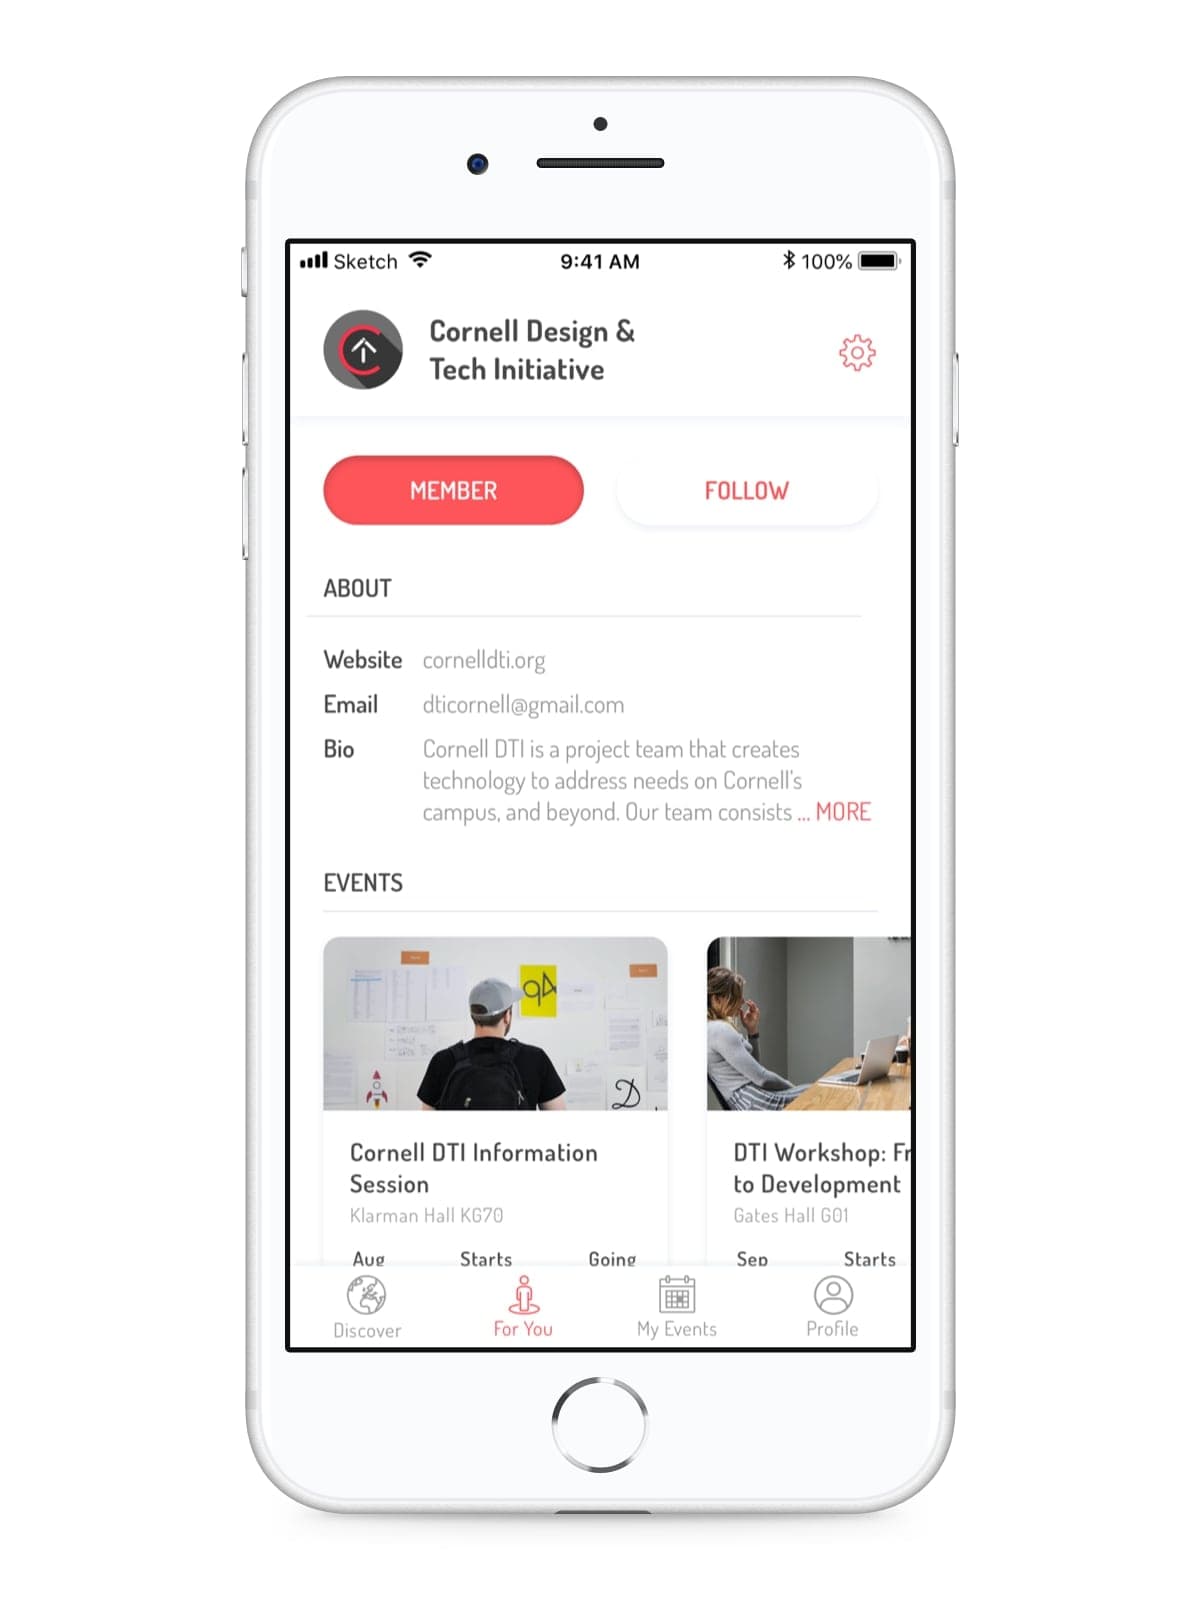 Sketch 9:41 AM 100%
Cornell Design &
Tech Initiative
MEMBER FOLLOW
ABOUT
Website cornelldti.org
Email dticornell@gmail.com
Bio Cornell DTI is a project team that creates
technology to address needs on Cornell's
campus, and beyond. Our team consists ... MORE
EVENTS
Cornell DTI Information
Session
Klarman Hall KG70
Aug Starts Going
DTI Workshop: Fr
to Development
Gates Hall G01
Sep Starts
Discover For You My Events Profile